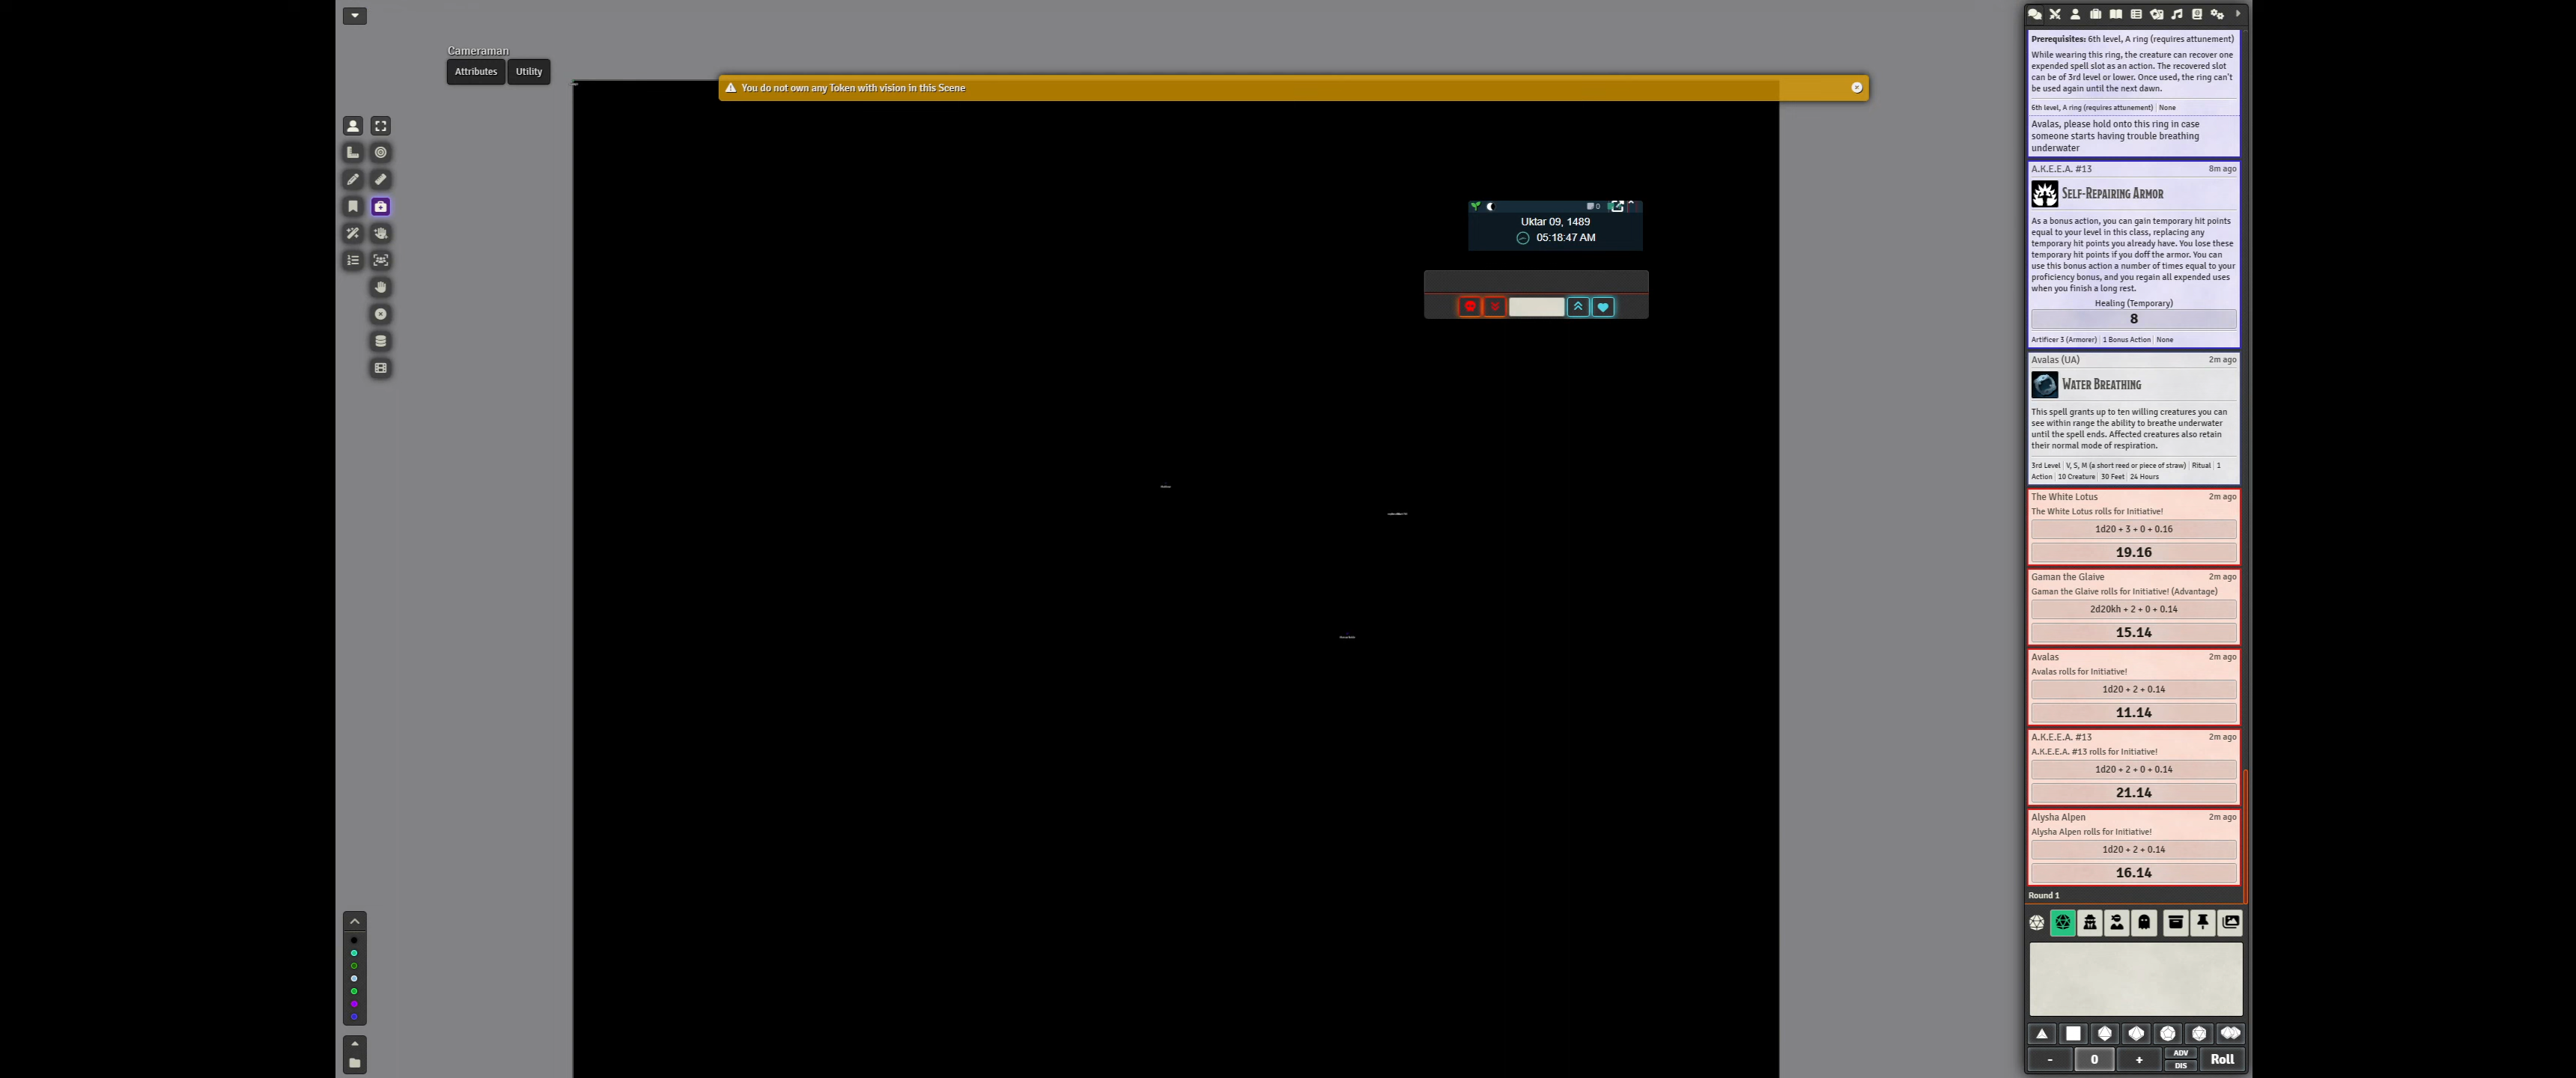 Cameraman
Attributes
Utility
You do not own any Token with vision in this Scene
0
Uktar 09, 1489
05:18:47 AM
Prerequisites: 6th level, A ring (requires attunement)
While wearing this ring, the creature can recover one
expended spell slot as an action. The recovered slot
can be of 3rd level or lower. Once used, the ring can't
be used again until the next dawn.
6th level, A ring (requires attunement) | None
Avalas, please hold onto this ring in case
someone starts having trouble breathing
underwater
A.K.E.E.A. #13 8m ago
Self-Repairing Armor
As a bonus action, you can gain temporary hit points
equal to your level in this class, replacing any
temporary hit points you already have. You lose these
temporary hit points if you doff the armor. You can
use this bonus action a number of times equal to your
proficiency bonus, and you regain all expended uses
when you finish a long rest.
Healing (Temporary)
8
Artificer 3 (Armorer) | 1 Bonus Action | None
Avalas (UA) 2m ago
Water Breathing
This spell grants up to ten willing creatures you can
see within range the ability to breathe underwater
until the spell ends. Affected creatures also retain
their normal mode of respiration.
3rd Level | V, S, M (a short reed or piece of straw) | Ritual | 1
Action | 10 Creature | 30 Feet | 24 Hours
The White Lotus 2m ago
The White Lotus rolls for Initiative!
1d20 + 3 + 0 + 0.16
19.16
Gaman the Glaive 2m ago
Gaman the Glaive rolls for Initiative! (Advantage)
2d20kh + 2 + 0 + 0.14
15.14
Avalas 2m ago
Avalas rolls for Initiative!
1d20 + 2 + 0.14
11.14
A.K.E.E.A. #13 2m ago
A.K.E.E.A. #13 rolls for Initiative!
1d20 + 2 + 0 + 0.14
21.14
Alysha Alpen 2m ago
Alysha Alpen rolls for Initiative!
1d20 + 2 + 0.14
16.14
Round 1
- 0 + ADV DIS Roll